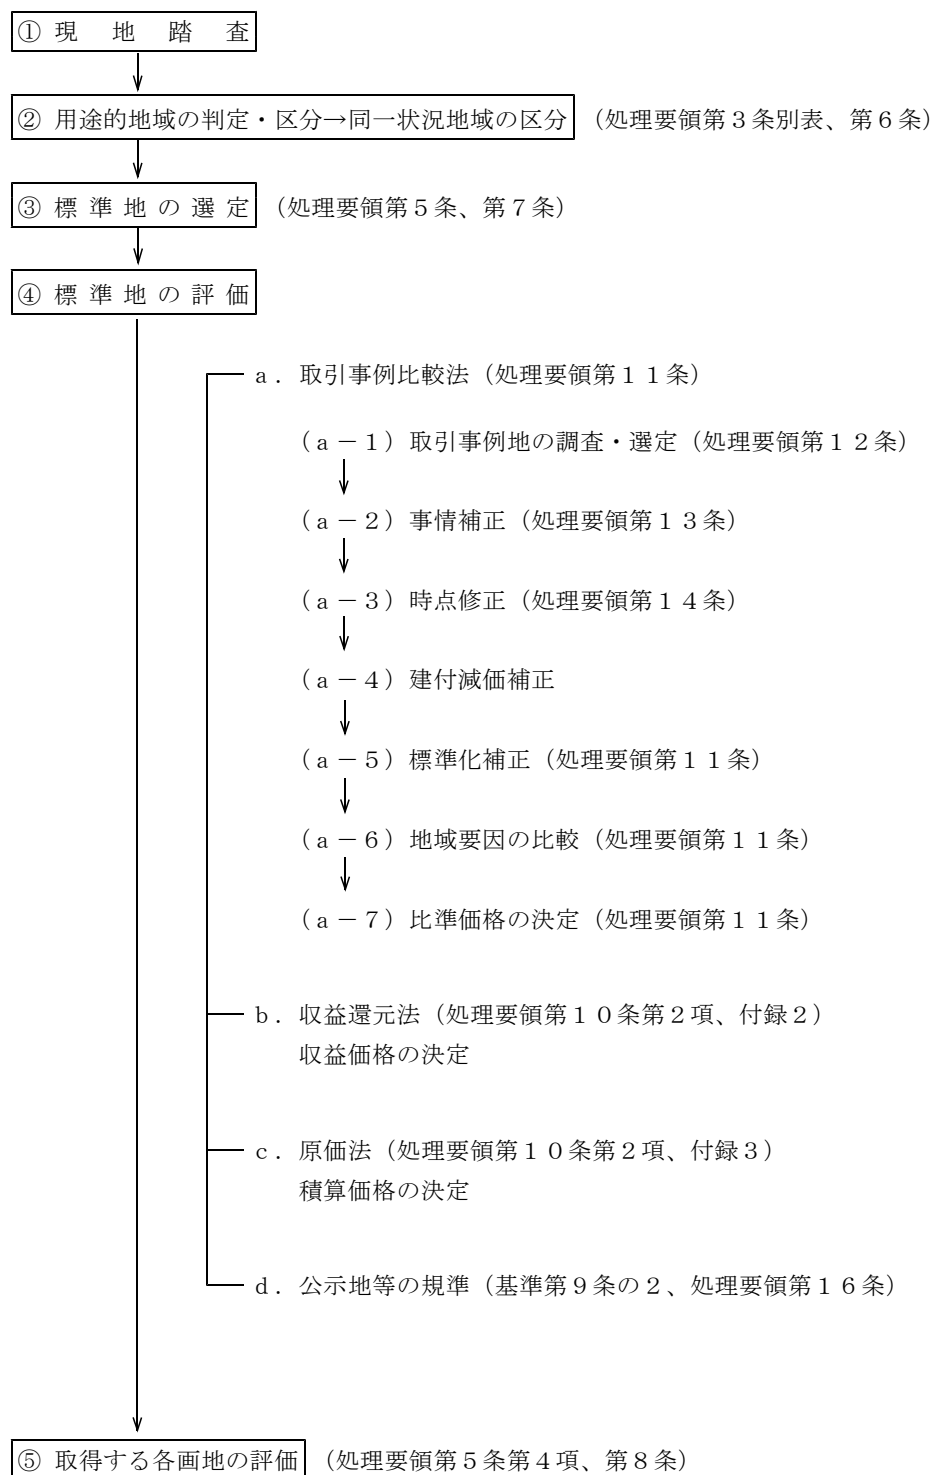 ① 現地踏査
② 用途的地域の判定・区分→同一状況地域の区分 (処理要領第3条別表、第6条)
③ 標準地の選定 (処理要領第5条、第7条)
④ 標準地の評価
a. 取引事例比較法(処理要領第11条)
(a-1)取引事例地の調査・選定(処理要領第12条)
(a-2)事情補正(処理要領第13条)
(a-3)時点修正(処理要領第14条)
(a-4)建付減価補正
(a-5)標準化補正(処理要領第11条)
(a-6)地域要因の比較(処理要領第11条)
(a-7)比準価格の決定(処理要領第11条)
b. 収益還元法(処理要領第10条第2項、付録2)
収益価格の決定
c. 原価法(処理要領第10条第2項、付録3)
積算価格の決定
d. 公示地等の規準(基準第9条の2、処理要領第16条)
⑤ 取得する各画地の評価 (処理要領第5条第4項、第8条)